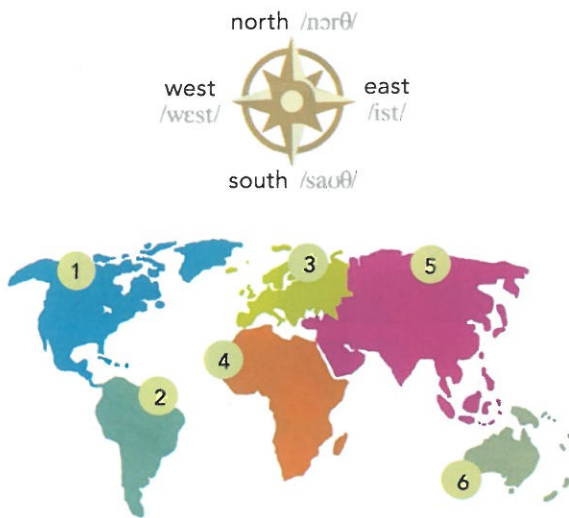 north /nɔrθ/
west east
/wɛst/ /ist/
south /saʊθ/
1 3 5
4
2
6